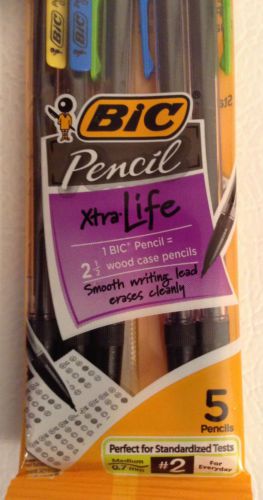 BiC
Pencil
Xtra-Life
1 BIC® Pencil =
2 1/3 wood case pencils
Smooth writing lead
erases cleanly
5
Pencils
Perfect for Standardized Tests
Medium
0.7 mm
#2
For
Everyday